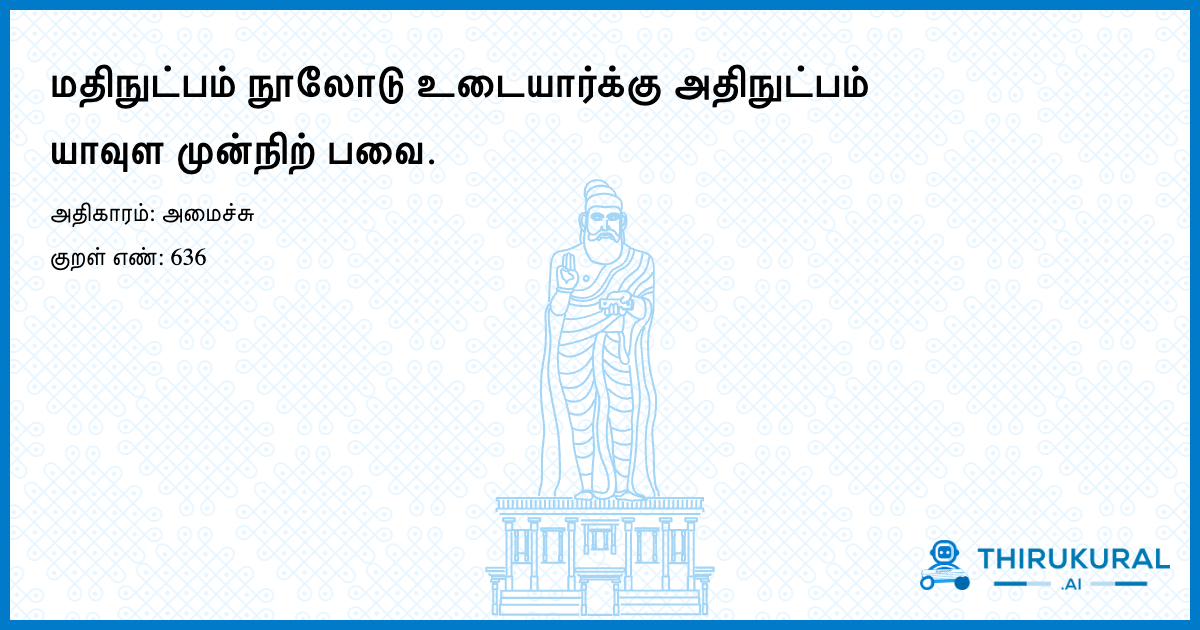 மதிநுட்பம் நூலோடு உடையார்க்கு அதிநுட்பம்
யாவுள முன்நிற் பவை.
அதிகாரம்: அமைச்சு
குறள் எண்: 636
THIRUKURAL
.AI